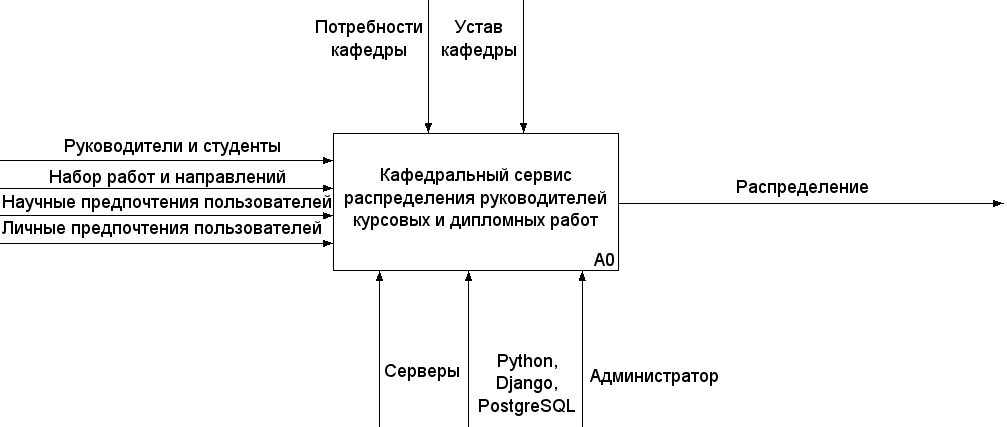 Потребности
кафедры
Устав
кафедры
Руководители и студенты
Набор работ и направлений
Научные предпочтения пользователей
Личные предпочтения пользователей
Кафедральный сервис
распределения руководителей
курсовых и дипломных работ
A0
Распределение
Серверы
Python,
Django,
PostgreSQL
Администратор